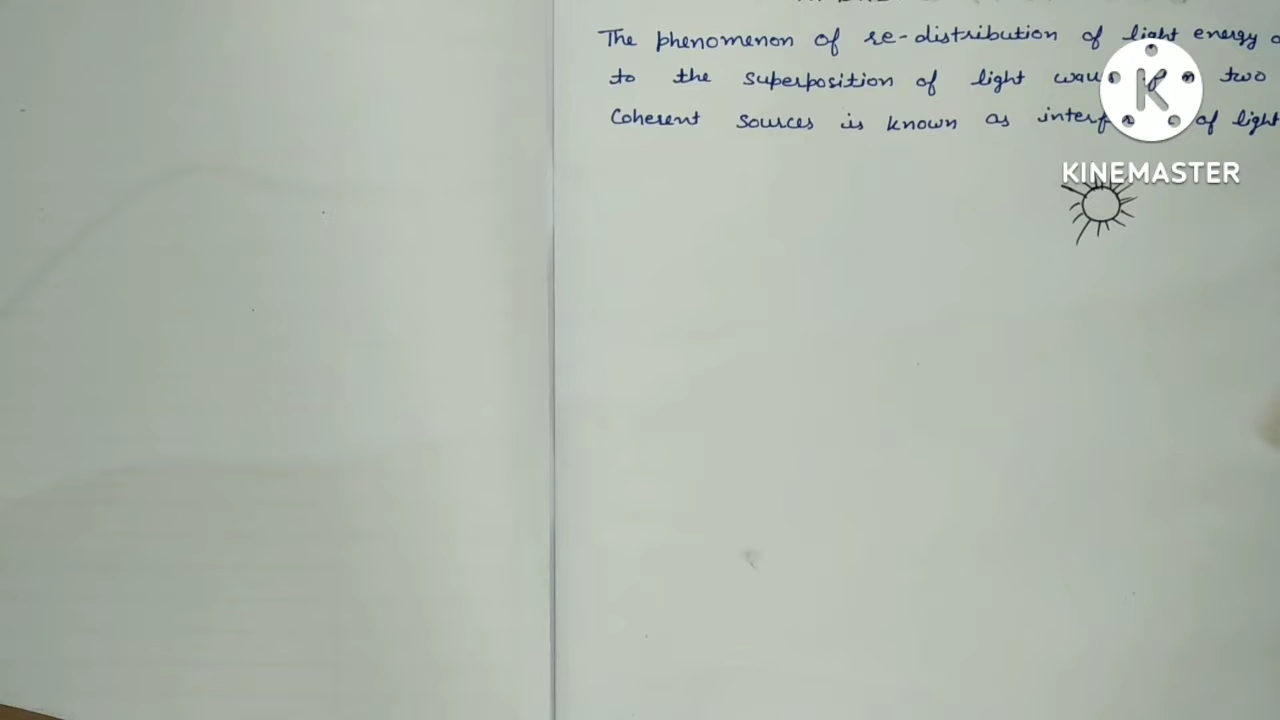 The phenomenon of re-distribution of light energy
to the superposition of light two
Coherent sources is known as of light
K
KINEMASTER